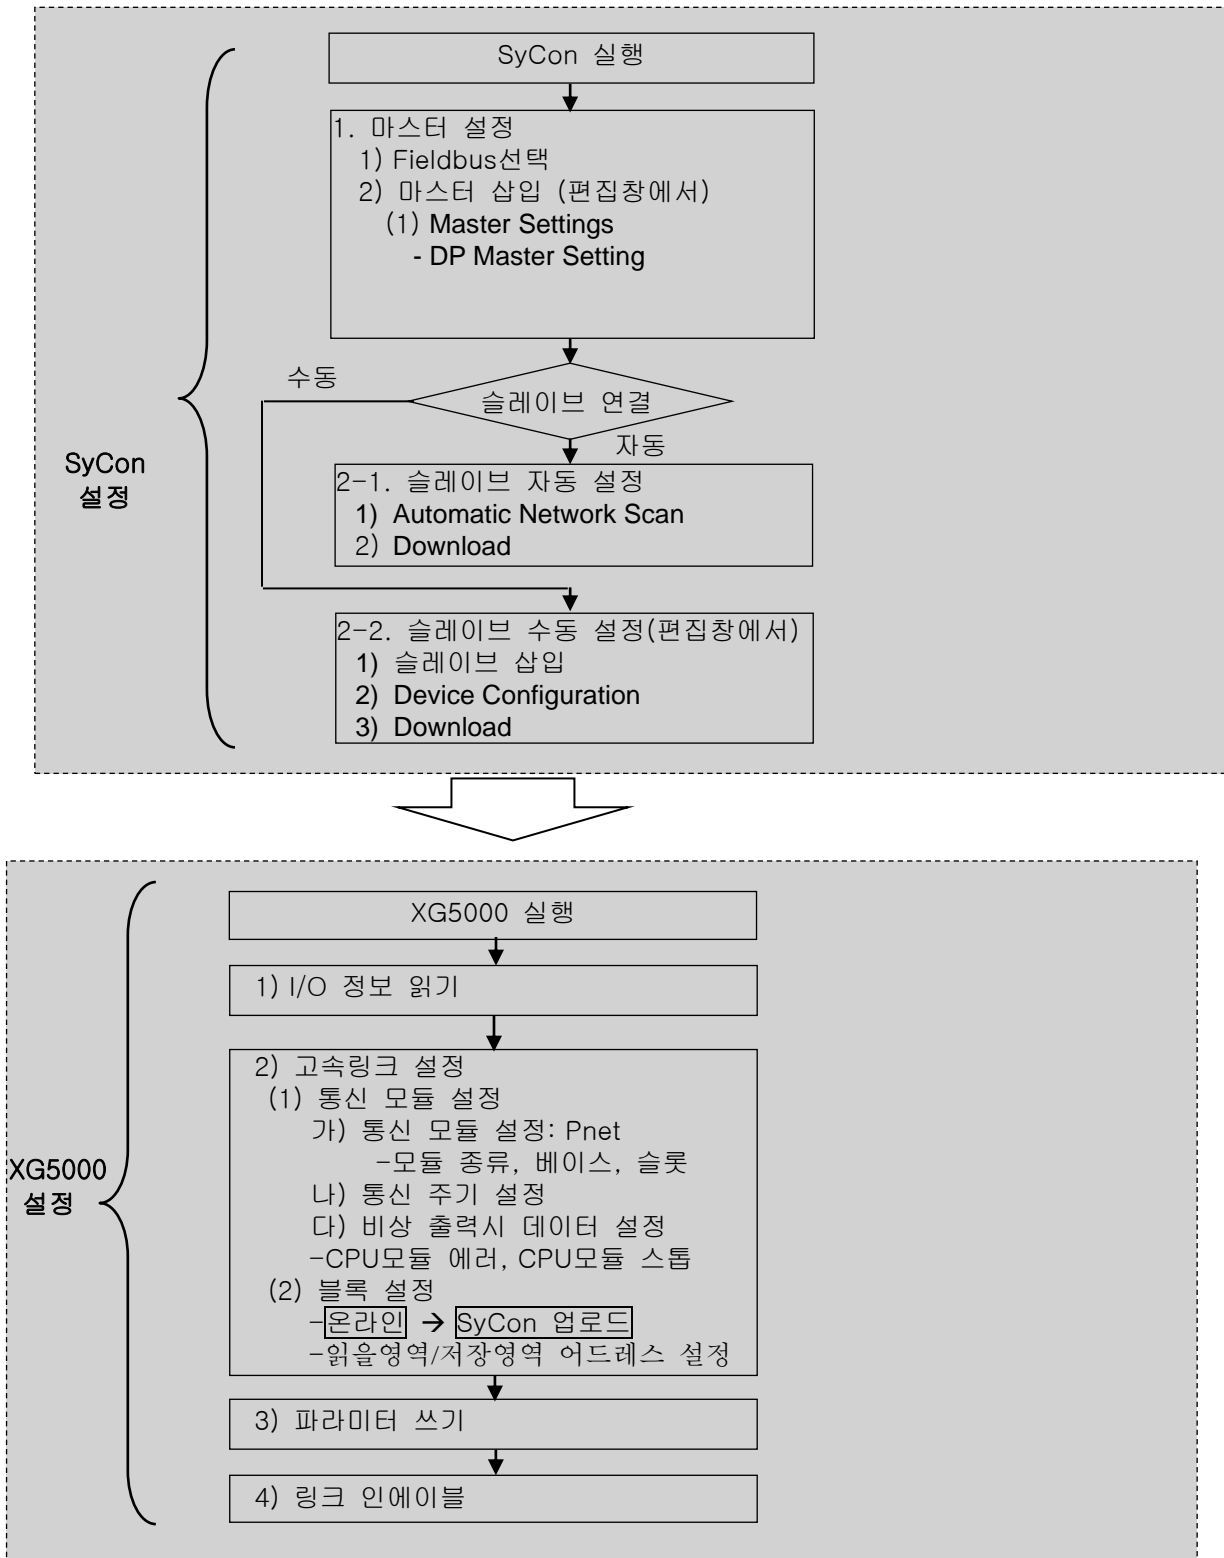 SyCon 실행
1. 마스터 설정
1) Fieldbus선택
2) 마스터 삽입 (편집창에서)
(1) Master Settings
- DP Master Setting
수동
슬레이브 연결
자동
SyCon
설정
2-1. 슬레이브 자동 설정
1) Automatic Network Scan
2) Download
2-2. 슬레이브 수동 설정(편집창에서)
1) 슬레이브 삽입
2) Device Configuration
3) Download
XG5000 실행
1) I/O 정보 읽기
2) 고속링크 설정
(1) 통신 모듈 설정
가) 통신 모듈 설정: Pnet
-모듈 종류, 베이스, 슬롯
나) 통신 주기 설정
다) 비상 출력시 데이터 설정
-CPU모듈 에러, CPU모듈 스톱
(2) 블록 설정
-온라인 → SyCon 업로드
-읽을영역/저장영역 어드레스 설정
XG5000
설정
3) 파라미터 쓰기
4) 링크 인에이블